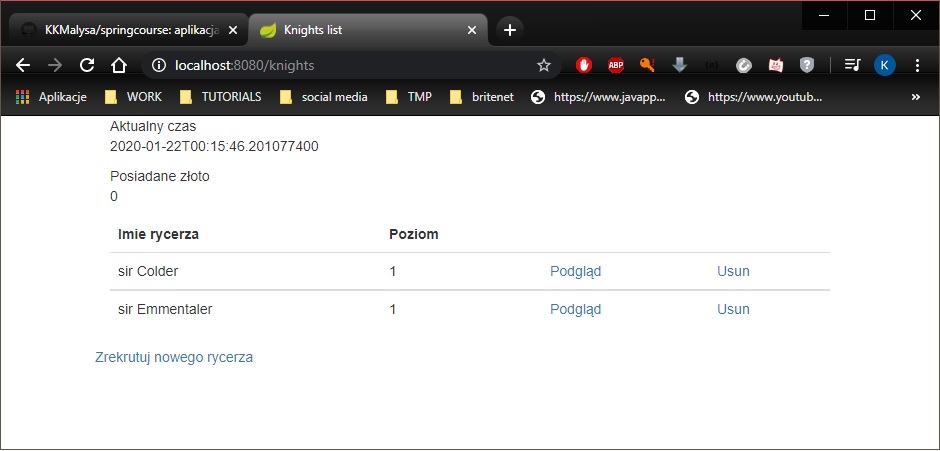 KKMalysa/springcourse: aplikacja
Knights list
localhost:8080/knights
ABP
K
Aplikacje
WORK
TUTORIALS
social media
TMP
britenet
https://www.javapp...
https://www.youtub...
»
Aktualny czas
2020-01-22T00:15:46.201077400
Posiadane złoto
0
Imie rycerza Poziom
sir Colder 1 Podgląd Usun
sir Emmentaler 1 Podgląd Usun
Zrekrutuj nowego rycerza